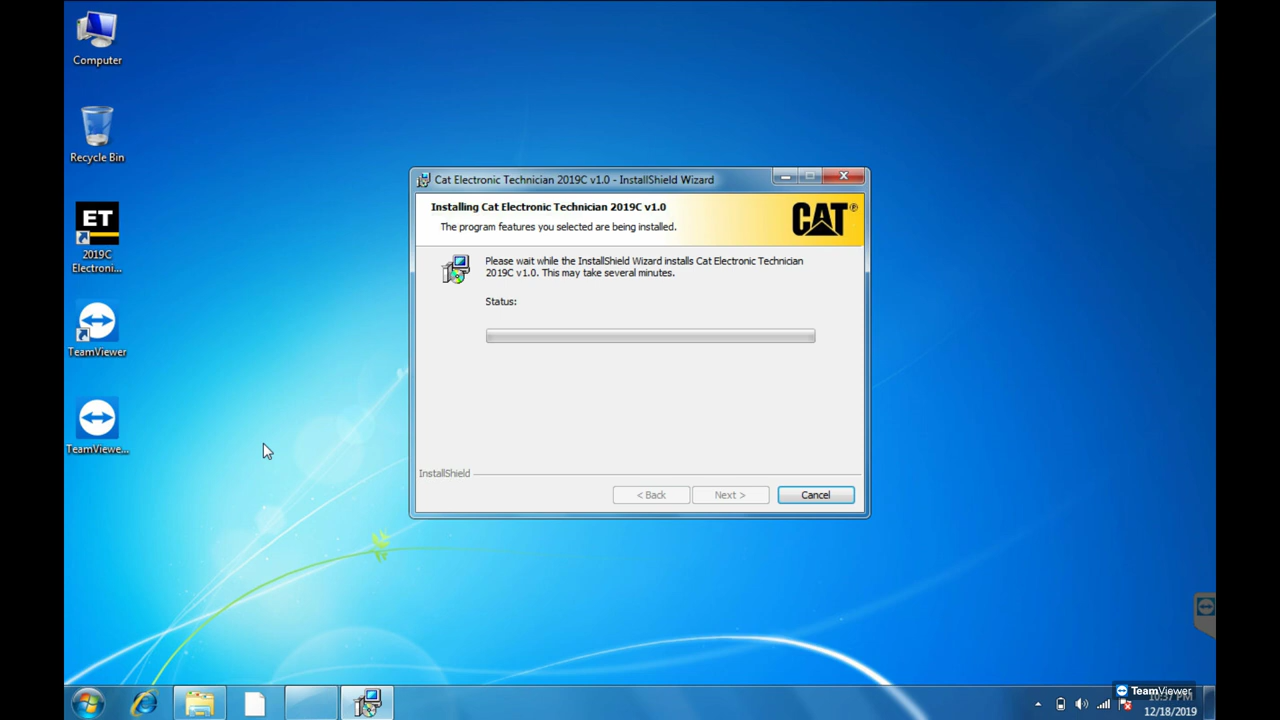 Computer
Recycle Bin
ET
2019C
Electroni...
TeamViewer
TeamViewe...
Cat Electronic Technician 2019C v1.0 - InstallShield Wizard
Installing Cat Electronic Technician 2019C v1.0
The program features you selected are being installed.
CAT®
Please wait while the InstallShield Wizard installs Cat Electronic Technician
2019C v1.0. This may take several minutes.
Status:
InstallShield
< Back
Next >
Cancel
TeamViewer
10:37 PM
12/18/2019